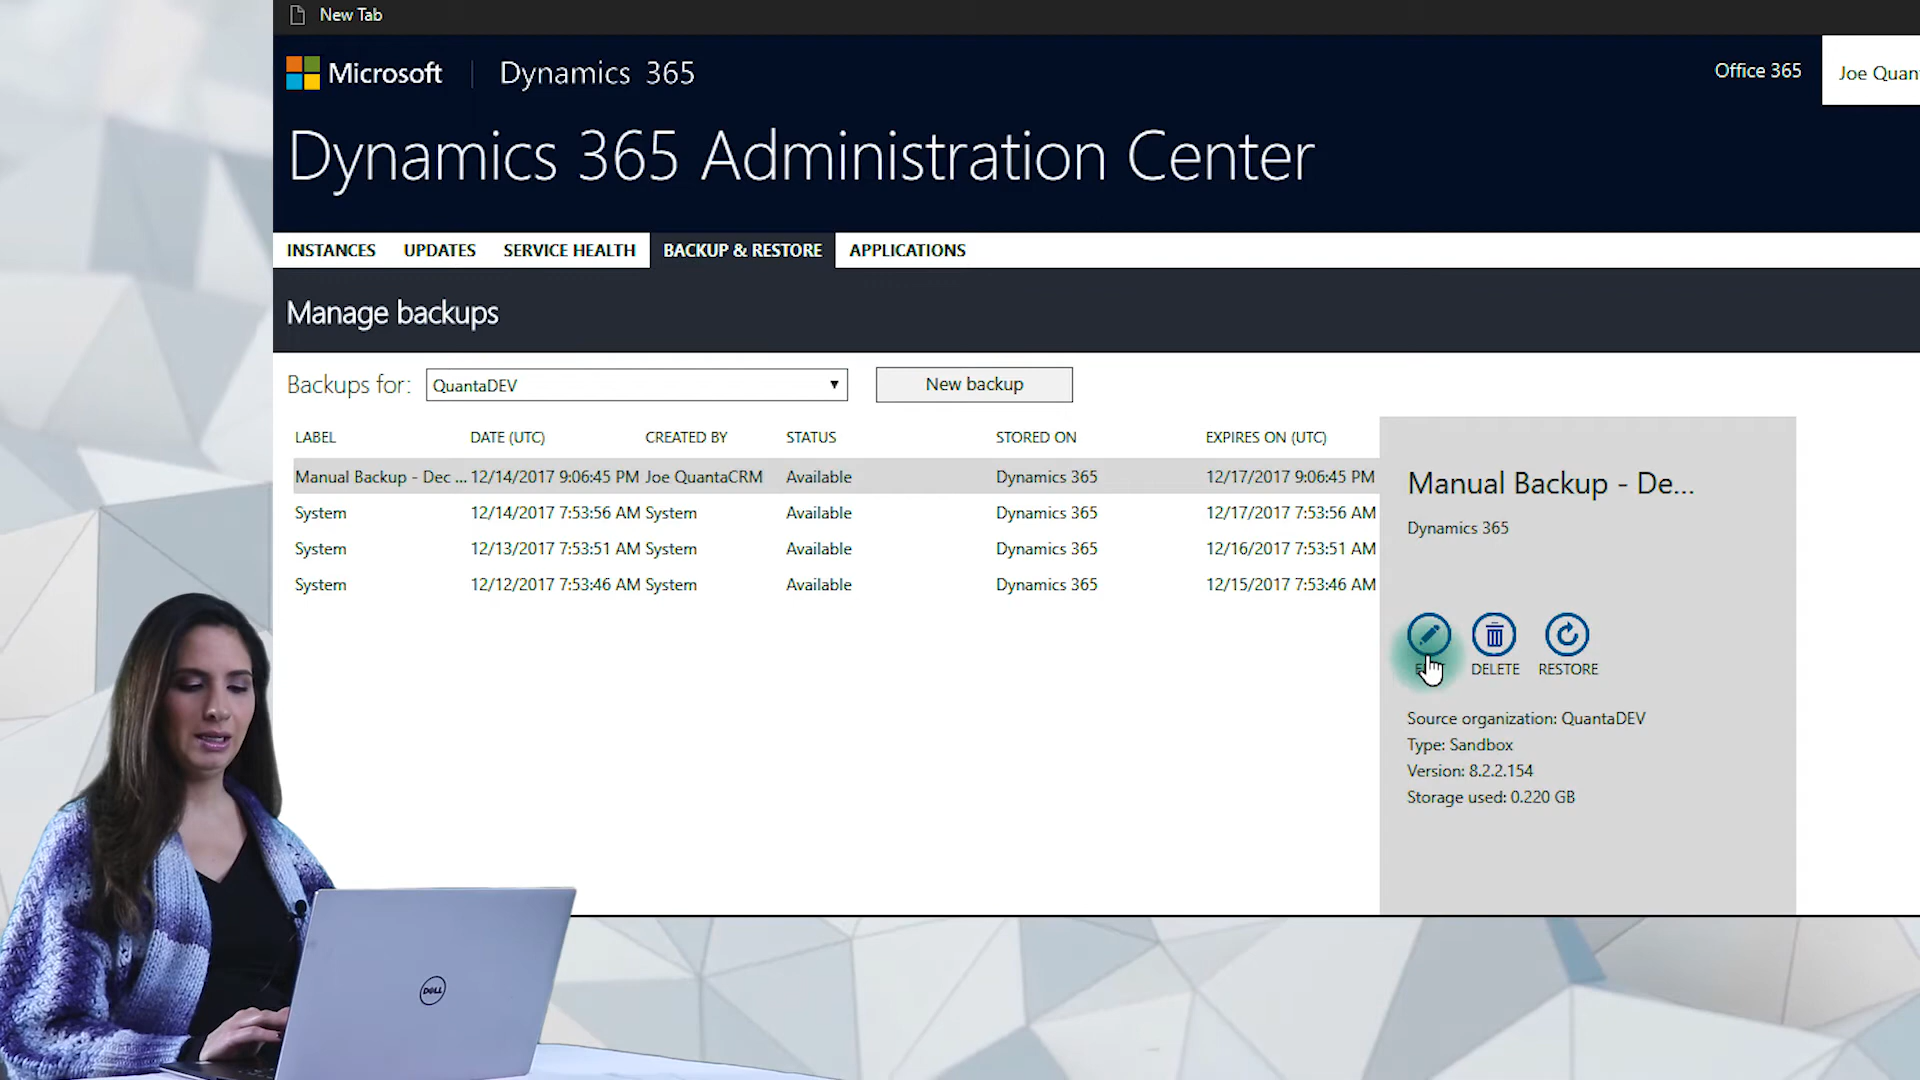 New Tab
Microsoft | Dynamics 365
Office 365
Joe Quan
Dynamics 365 Administration Center
INSTANCES UPDATES SERVICE HEALTH BACKUP & RESTORE APPLICATIONS
Manage backups
Backups for: QuantaDEV New backup
LABEL DATE (UTC) CREATED BY STATUS STORED ON EXPIRES ON (UTC)
Manual Backup - Dec ... 12/14/2017 9:06:45 PM Joe QuantaCRM Available Dynamics 365 12/17/2017 9:06:45 PM
System 12/14/2017 7:53:56 AM System Available Dynamics 365 12/17/2017 7:53:56 AM
System 12/13/2017 7:53:51 AM System Available Dynamics 365 12/16/2017 7:53:51 AM
System 12/12/2017 7:53:46 AM System Available Dynamics 365 12/15/2017 7:53:46 AM
Manual Backup - De...
Dynamics 365
DELETE RESTORE
Source organization: QuantaDEV
Type: Sandbox
Version: 8.2.2.154
Storage used: 0.220 GB
DELL